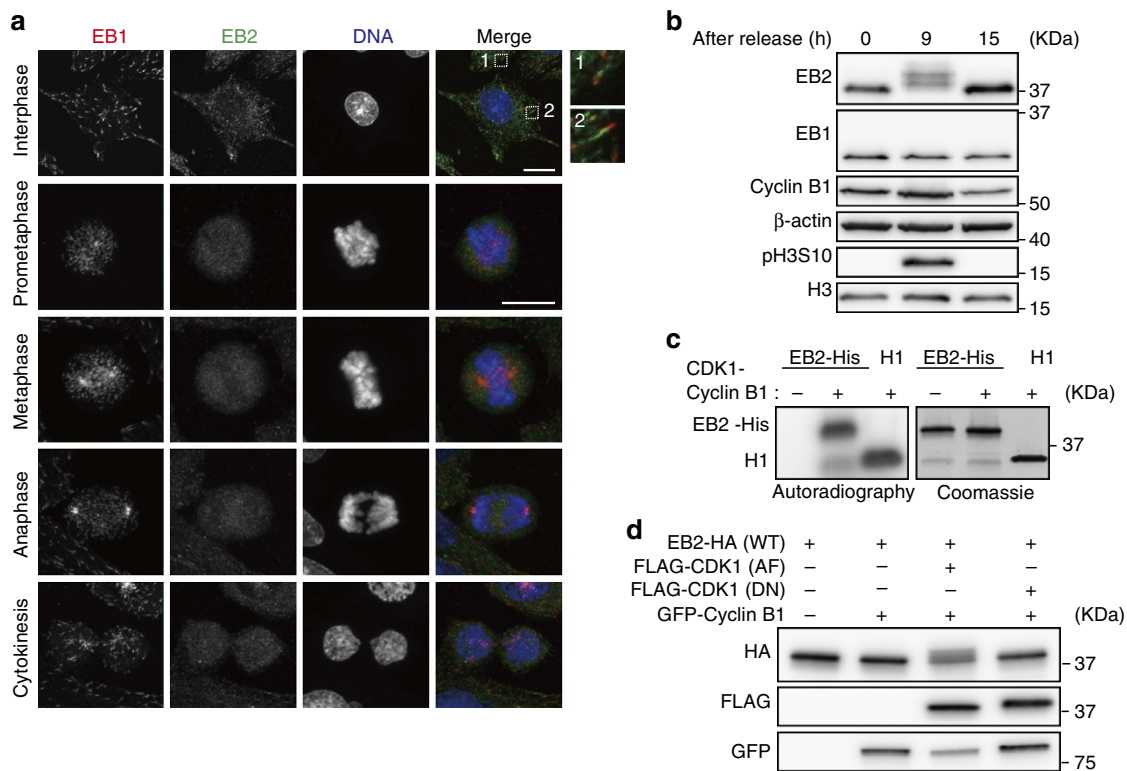 a
EB1 EB2 DNA Merge
Interphase
1
2
1
2
Prometaphase
Metaphase
Anaphase
Cytokinesis
b
After release (h) 0 9 15 (KDa)
EB2
37
37
EB1
Cyclin B1
50
β-actin
40
pH3S10
15
H3
15
c
EB2-His H1 EB2-His H1
CDK1-
Cyclin B1 : – + + – + + (KDa)
EB2 -His
37
H1
Autoradiography Coomassie
d
EB2-HA (WT) + + + +
FLAG-CDK1 (AF) – – + –
FLAG-CDK1 (DN) – – – +
GFP-Cyclin B1 – + + + (KDa)
HA
37
FLAG
37
GFP
75